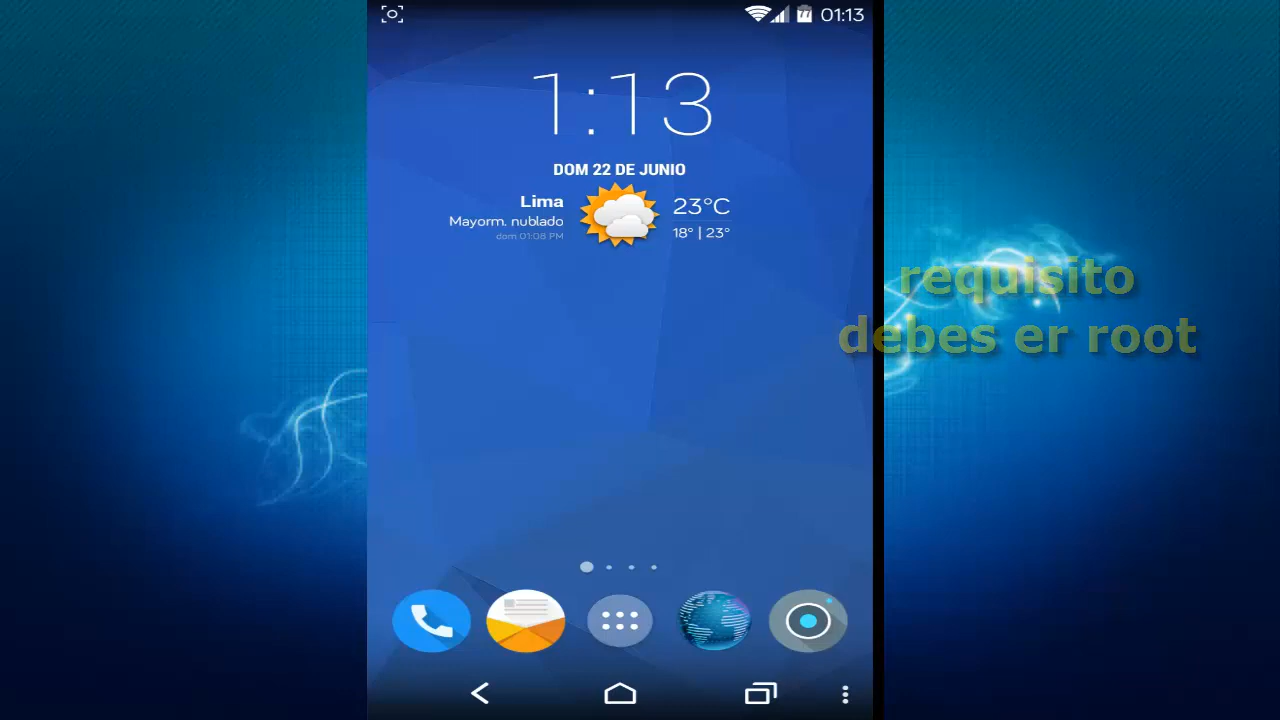 77
01:13
1:13
DOM 22 DE JUNIO
Lima
Mayorm. nublado
dom 01:08 PM
23°C
18° | 23°
requisito
debes er root